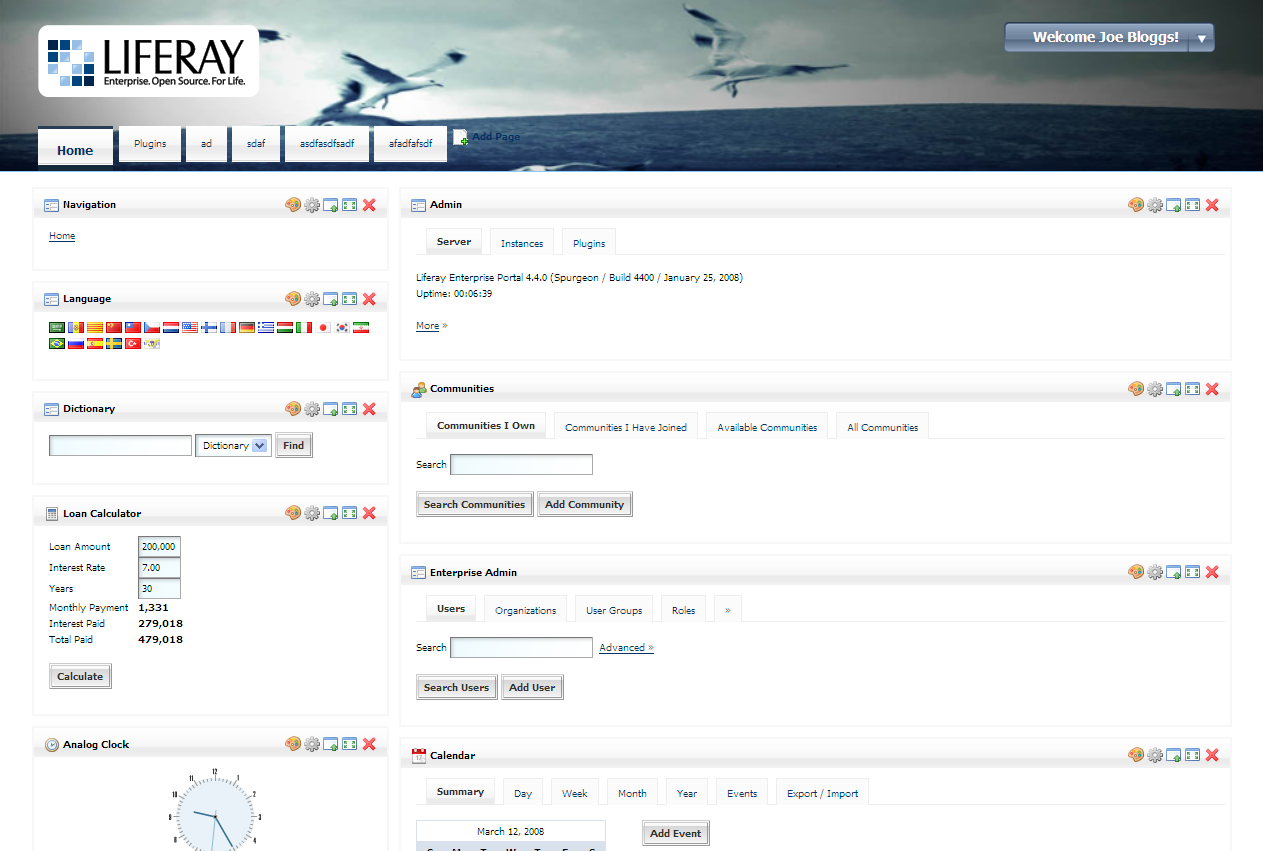 LIFERAY
Enterprise. Open Source. For Life.
Welcome Joe Bloggs!
Home
Plugins
ad
sdaf
asdfasdfsadf
afadfafsdf
Add Page
Navigation
Home
Language
Dictionary
Dictionary
Find
Loan Calculator
Loan Amount 200,000
Interest Rate 7.00
Years 30
Monthly Payment 1,331
Interest Paid 279,018
Total Paid 479,018
Calculate
Analog Clock
12
11 1
10 2
9 3
8 4
Admin
Server Instances Plugins
Liferay Enterprise Portal 4.4.0 (Spurgeon / Build 4400 / January 25, 2008)
Uptime: 00:06:39
More »
Communities
Communities I Own Communities I Have Joined Available Communities All Communities
Search
Search Communities Add Community
Enterprise Admin
Users Organizations User Groups Roles »
Search Advanced »
Search Users Add User
Calendar
Summary Day Week Month Year Events Export / Import
March 12, 2008
Add Event